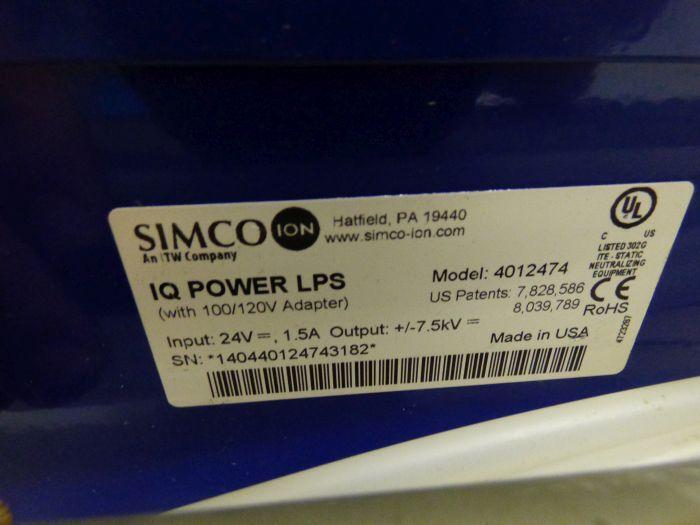 SIMCO ION
An ITW Company
Hatfield, PA 19440
www.simco-ion.com
UL
C US
LISTED 302G
ITE - STATIC
NEUTRALIZING
EQUIPMENT
IQ POWER LPS
(with 100/120V Adapter)
Model: 4012474
US Patents: 7,828,586
8,039,789
CE
RoHS
Input: 24V⎓, 1.5A Output: +/-7.5kV⎓
Made in USA
SN: *140440124743182*
4723287